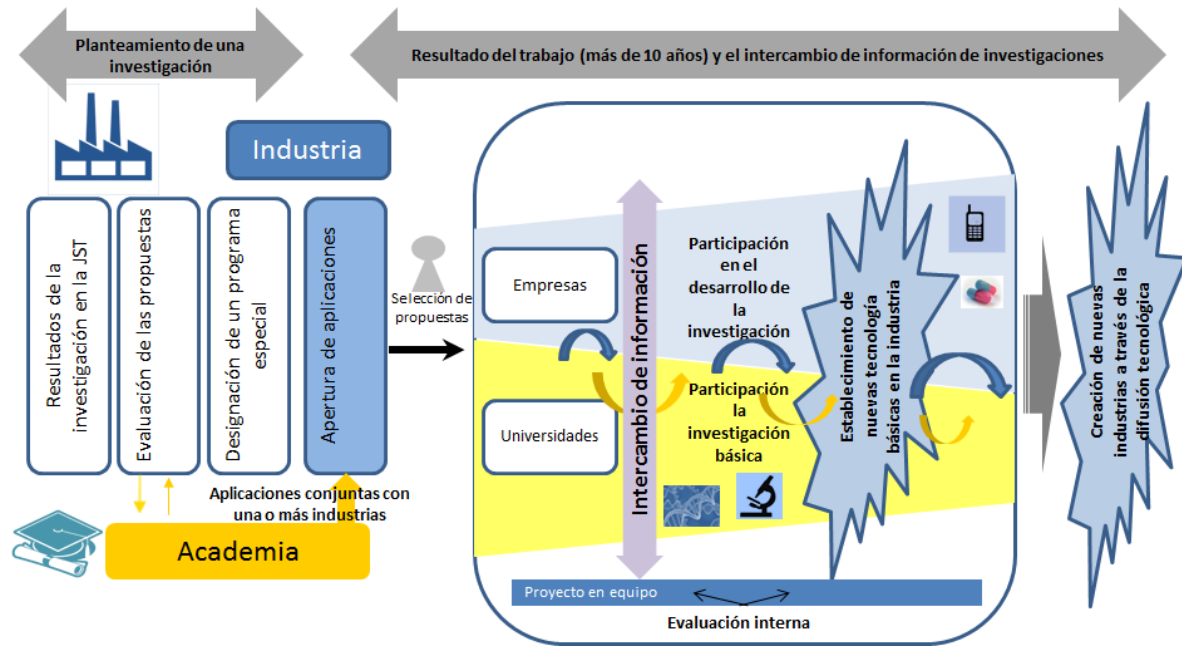 Planteamiento de una
investigación
Resultado del trabajo (más de 10 años) y el intercambio de información de investigaciones
Industria
Resultados de la
investigación en la JST
Evaluación de las propuestas
Designación de un programa
especial
Apertura de aplicaciones
Aplicaciones conjuntas con
una o más industrias
Academia
Selección de
propuestas
Empresas
Universidades
Intercambio de información
Participación
en el
desarrollo de
la
investigación
Participación
la
investigación
básica
Establecimiento de
nuevas tecnología
básicas en la industria
Proyecto en equipo
Evaluación interna
Creación de nuevas
industrias a través de la
difusión tecnológica